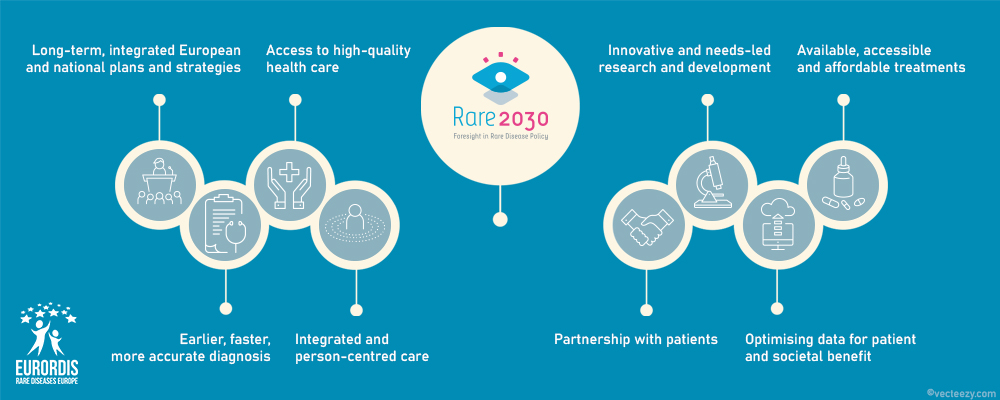 Long-term, integrated European
and national plans and strategies
Access to high-quality
health care
Rare2030
Foresight in Rare Disease Policy
Innovative and needs-led
research and development
Available, accessible
and affordable treatments
Earlier, faster,
more accurate diagnosis
Integrated and
person-centred care
Partnership with patients
Optimising data for patient
and societal benefit
EURORDIS
RARE DISEASES EUROPE
©vecteezy.com